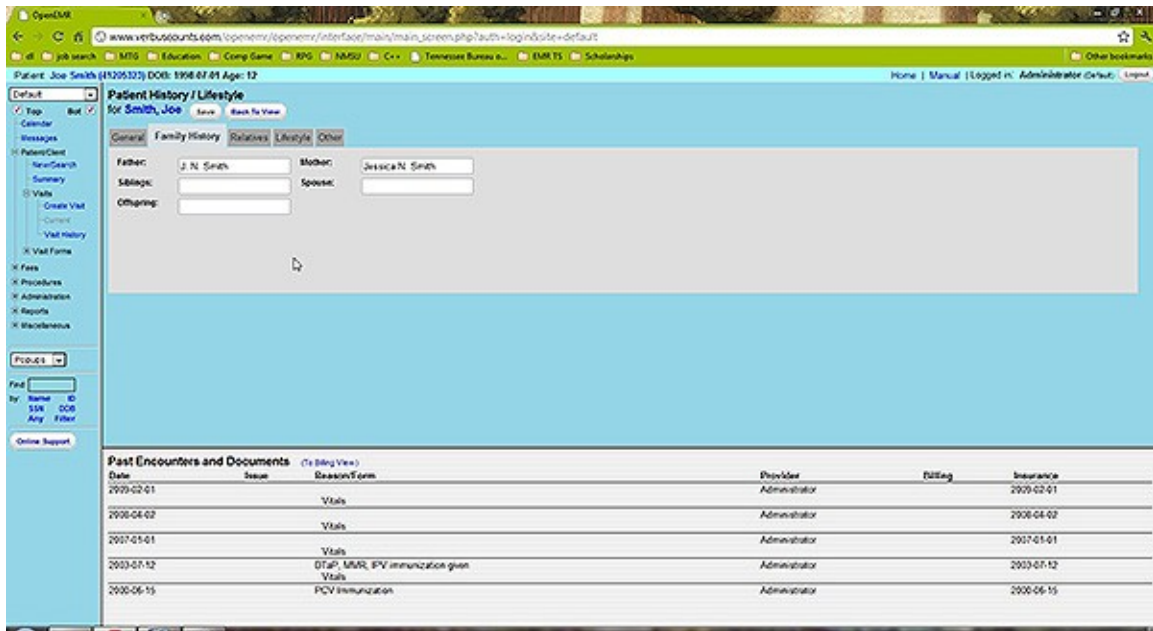 OpenEMR
www.verbusounts.com/openemr/openemr/interface/main/main_screen.php?auth=login&site=default
dl job search MTG Education Comp Game RPG NMSU C++ Tennessee Bureau o... EMR TS Scholarships Other bookmarks
Patient: Joe Smith (41205323) DOB: 1998-07-01 Age: 12 Home | Manual | Logged in: Administrator (Default) Logout
Default
Top Bot
Calendar
Messages
Patient/Client
New/Search
Summary
Visits
Create Visit
Current
Visit History
Visit Forms
Fees
Procedures
Administration
Reports
Miscellaneous
Popups
Find
by: Name ID
SSN DOB
Any Filter
Online Support
Patient History / Lifestyle
for Smith, Joe Save Back To View
General Family History Relatives Lifestyle Other
Father: J. N. Smith Mother: Jessica N. Smith
Siblings: Spouse:
Offspring:
Past Encounters and Documents (To Billing View)
Date Issue Reason/Form Provider Billing Insurance
2009-02-01 Administrator 2009-02-01
Vitals
2008-04-02 Administrator 2008-04-02
Vitals
2007-01-01 Administrator 2007-01-01
Vitals
2003-07-12 DTaP, MMR, IPV immunization given Administrator 2003-07-12
Vitals
2000-06-15 PCV Immunization Administrator 2000-06-15